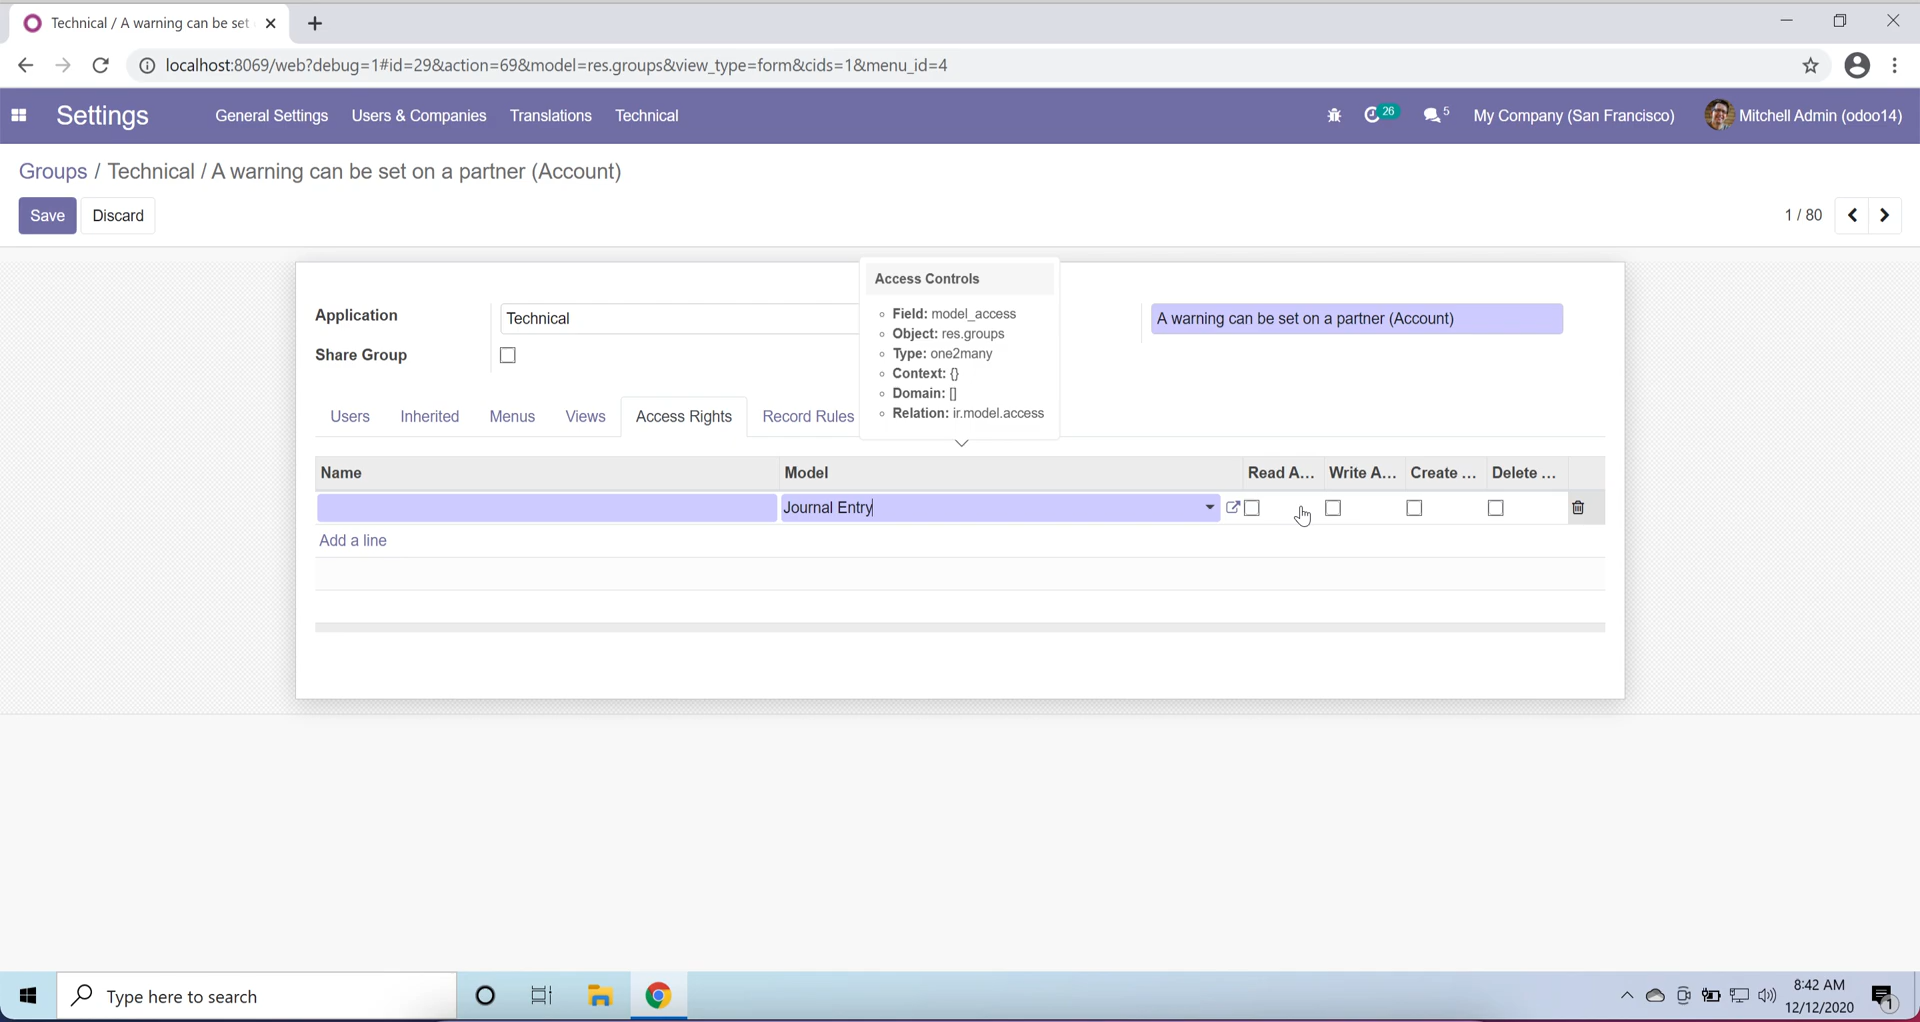 Technical / A warning can be set
localhost:8069/web?debug=1#id=29&action=69&model=res.groups&view_type=form&cids=1&menu_id=4
Settings General Settings Users & Companies Translations Technical 26 5 My Company (San Francisco) Mitchell Admin (odoo14)
Groups / Technical / A warning can be set on a partner (Account)
Save Discard 1 / 80
Access Controls
Field: model_access
Object: res.groups
Type: one2many
Context: {}
Domain: []
Relation: ir.model.access
Application Technical A warning can be set on a partner (Account)
Share Group
Users Inherited Menus Views Access Rights Record Rules
Name Model Read A... Write A... Create ... Delete ...
Journal Entry
Add a line
Type here to search
8:42 AM
12/12/2020
1